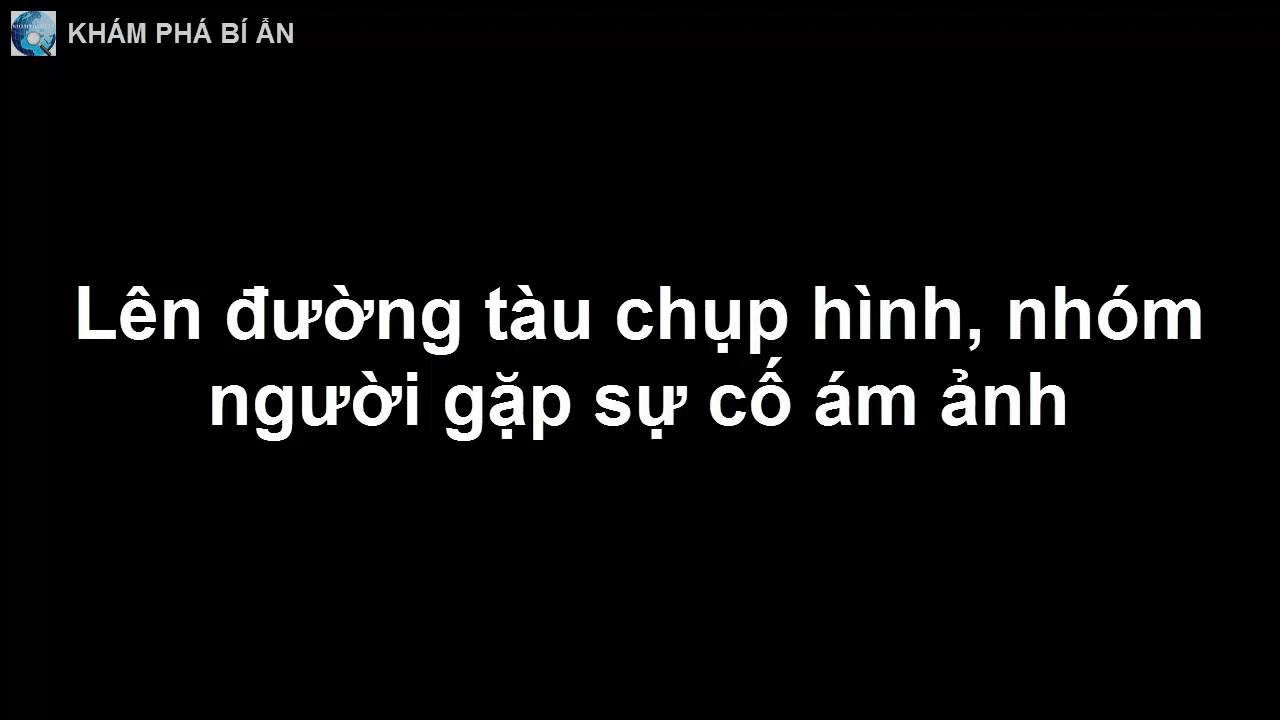 KHÁM PHÁ BÍ ẨN
Lên đường tàu chụp hình, nhóm
người gặp sự cố ám ảnh